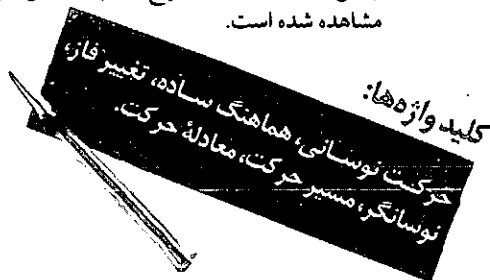 مشاهده شده است.
کلید واژه‌ها:
حرکت نوسانی، هماهنگ ساده، تغییر فاز،
نوسانگر، مسیر حرکت، معادلهٔ حرکت.